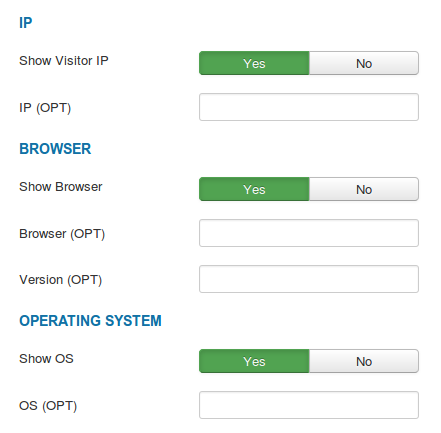 IP
Show Visitor IP Yes No
IP (OPT)
BROWSER
Show Browser Yes No
Browser (OPT)
Version (OPT)
OPERATING SYSTEM
Show OS Yes No
OS (OPT)